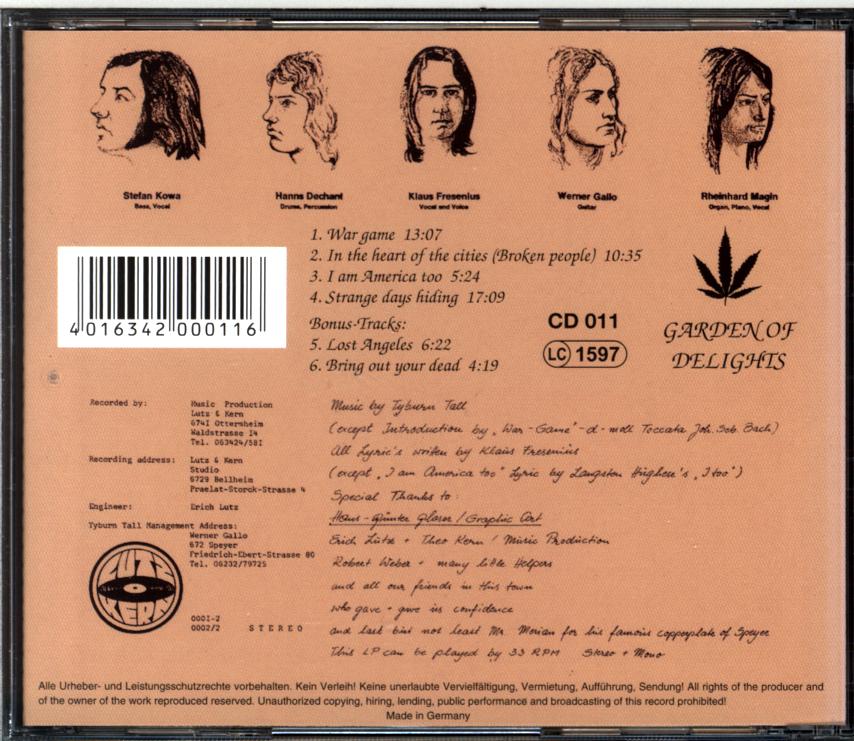 Stefan Kowa
Bass, Vocal
Hanns Dechant
Drums, Percussion
Klaus Fresenius
Vocal and Voice
Werner Gallo
Guitar
Rheinhard Magin
Organ, Piano, Vocal
1. War game 13:07
2. In the heart of the cities (Broken people) 10:35
3. I am America too 5:24
4. Strange days hiding 17:09
Bonus-Tracks:
5. Lost Angeles 6:22
6. Bring out your dead 4:19
4 016342 000116
CD 011
LC 1597
GARDEN OF
DELIGHTS
Recorded by: Music Production
Lutz & Kern
6741 Ottersheim
Waldstrasse 14
Tel. 063424/581
Recording address: Lutz & Kern
Studio
6729 Bellheim
Praelat-Storck-Strasse 4
Engineer: Erich Lutz
Tyburn Tall Management Address:
Werner Gallo
672 Speyer
Friedrich-Ebert-Strasse 80
Tel. 06232/79725
LUTZ
KERN
0001-2
0002/2 STEREO
Music by Tyburn Tall
(except Introduction by „War-Game"-d-moll Toccata Joh. Seb. Bach)
All Lyric's writen by Klaus Fresenius
(except „I am America too" Lyric by Langston Highese's „I too")
Special Thanks to:
Hans-Günter Glaser / Graphic Art
Erich Lutz + Theo Kern / Music Production
Robert Weber + many little Helpers
and all our friends in this town
who gave + give us confidence
and last but not least Mr. Merian for his famous copperplate of Speyer
This LP can be played by 33 RPM Stereo + Mono
Alle Urheber- und Leistungsschutzrechte vorbehalten. Kein Verleih! Keine unerlaubte Vervielfältigung, Vermietung, Aufführung, Sendung! All rights of the producer and
of the owner of the work reproduced reserved. Unauthorized copying, hiring, lending, public performance and broadcasting of this record prohibited!
Made in Germany